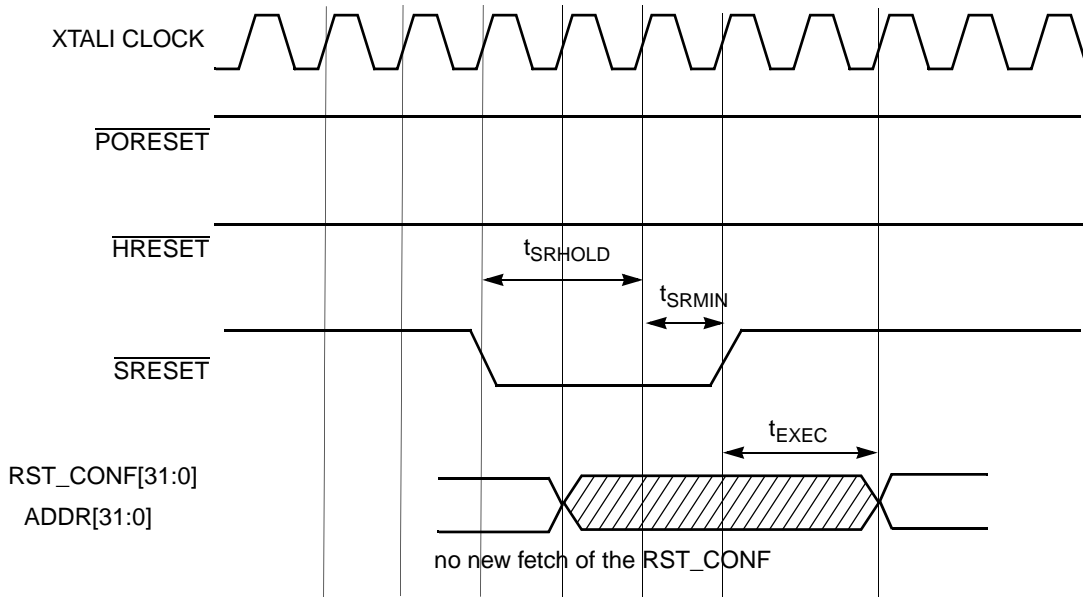 XTALI CLOCK
PORESET
HRESET
tSRHOLD
tSRMIN
SRESET
tEXEC
RST_CONF[31:0]
ADDR[31:0]
no new fetch of the RST_CONF